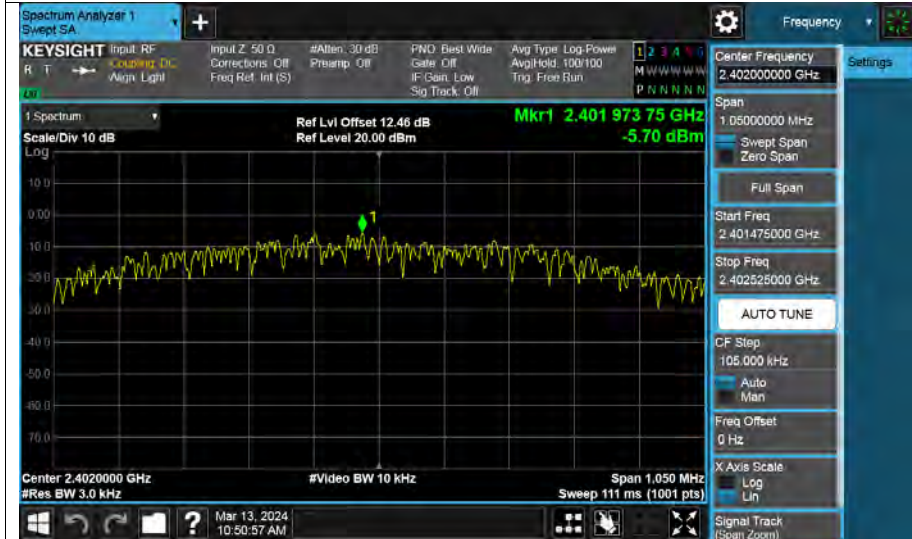 Spectrum Analyzer 1
Swept SA
+
Frequency
KEYSIGHT
R T
Input: RF
Coupling: DC
Align: Light
Input Z: 50 Ω
Corrections: Off
Freq Ref: Int (S)
#Atten: 30 dB
Preamp: Off
PNO: Best Wide
Gate: Off
IF Gain: Low
Sig Track: Off
Avg Type: Log-Power
Avg|Hold: 100/100
Trig: Free Run
1 2 3 4 5 6
M W W W W W
P N N N N N
1 Spectrum
Scale/Div 10 dB
Ref Lvl Offset 12.46 dB
Ref Level 20.00 dBm
Mkr1 2.401 973 75 GHz
-5.70 dBm
Log
10.0
0.00
-10.0
-20.0
-30.0
-40.0
-50.0
-60.0
-70.0
1
Center 2.4020000 GHz
#Res BW 3.0 kHz
#Video BW 10 kHz
Span 1.050 MHz
Sweep 111 ms (1001 pts)
?
Mar 13, 2024
10:50:57 AM
Center Frequency
2.402000000 GHz
Settings
Span
1.05000000 MHz
Swept Span
Zero Span
Full Span
Start Freq
2.401475000 GHz
Stop Freq
2.402525000 GHz
AUTO TUNE
CF Step
105.000 kHz
Auto
Man
Freq Offset
0 Hz
X Axis Scale
Log
Lin
Signal Track
(Span Zoom)